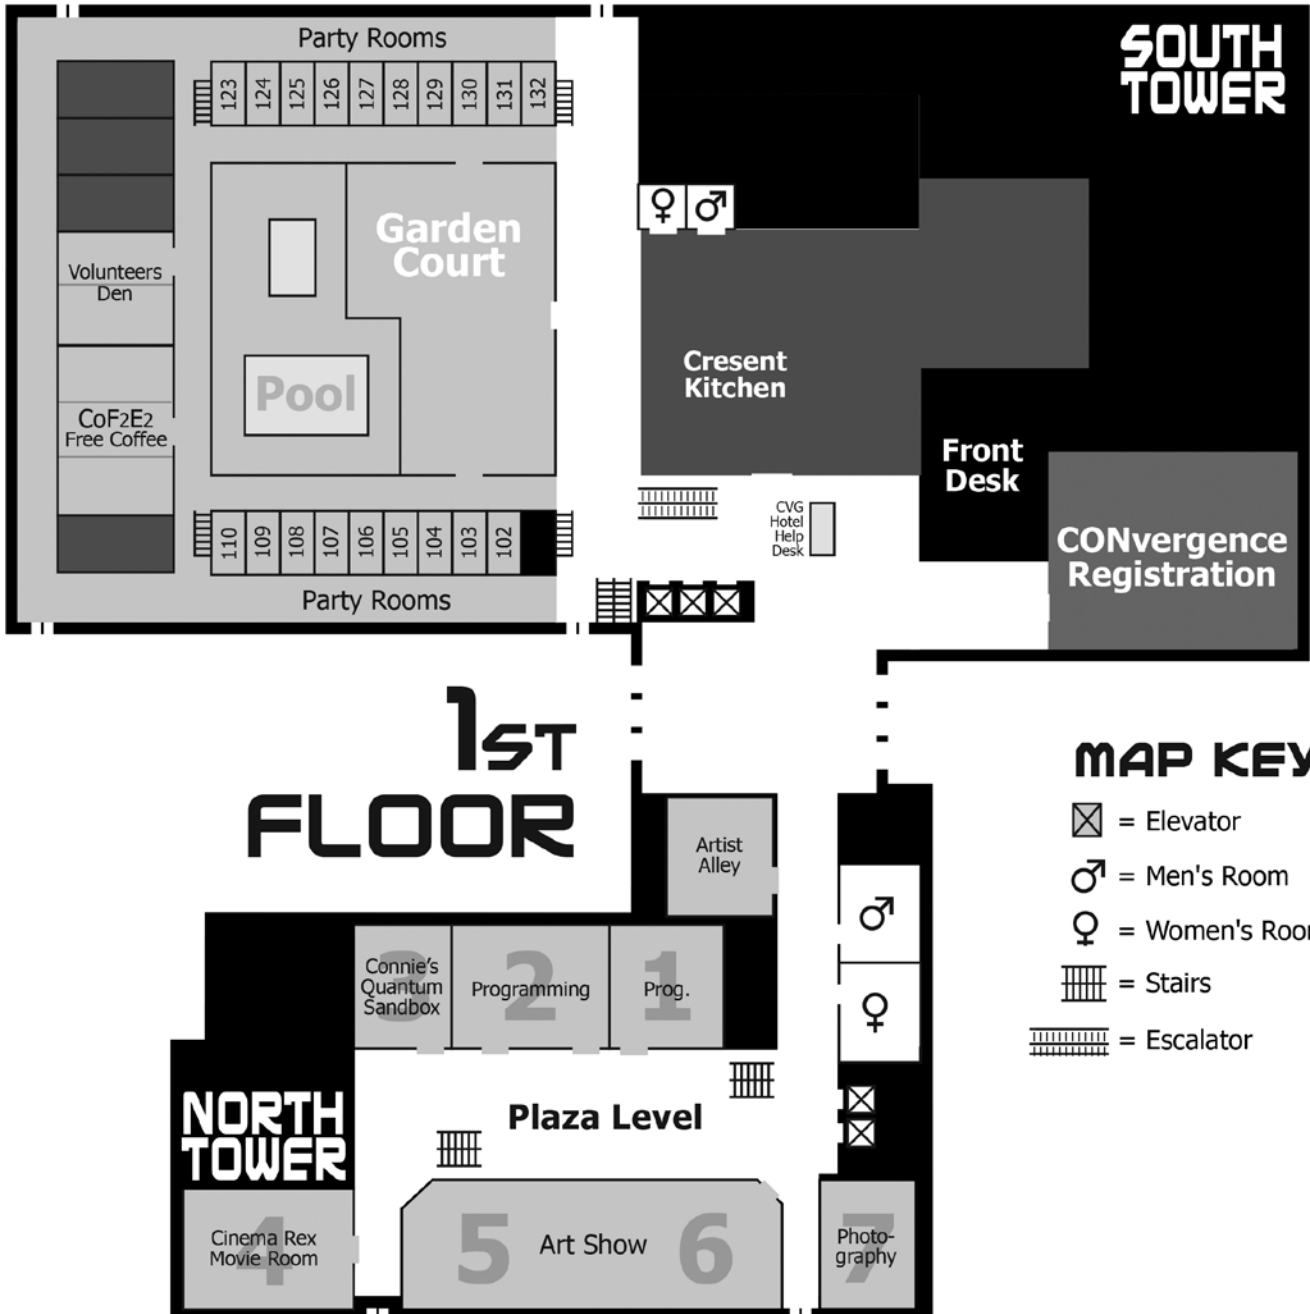 Party Rooms
123 124 125 126 127 128 129 130 131 132
SOUTH
TOWER
Garden
Court
Volunteers
Den
Pool
CoF2E2
Free Coffee
Cresent
Kitchen
Front
Desk
CVG
Hotel
Help
Desk
CONvergence
Registration
110 109 108 107 106 105 104 103 102
Party Rooms
1ST
FLOOR
MAP KEY
= Elevator
= Men's Room
= Women's Roo
= Stairs
= Escalator
Artist
Alley
3
Connie's
Quantum
Sandbox
2
Programming
1
Prog.
Plaza Level
NORTH
TOWER
4
Cinema Rex
Movie Room
5
Art Show
6
7
Photo-
graphy